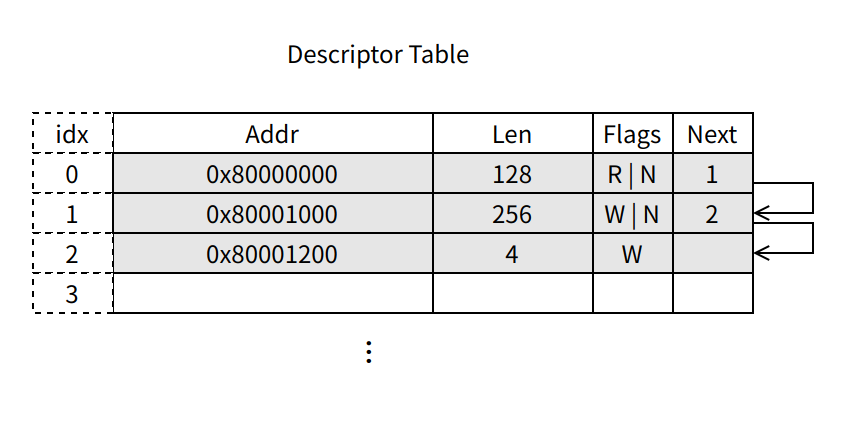 Descriptor Table
idx Addr Len Flags Next
0 0x80000000 128 R | N 1
1 0x80001000 256 W | N 2
2 0x80001200 4 W
3
⋮